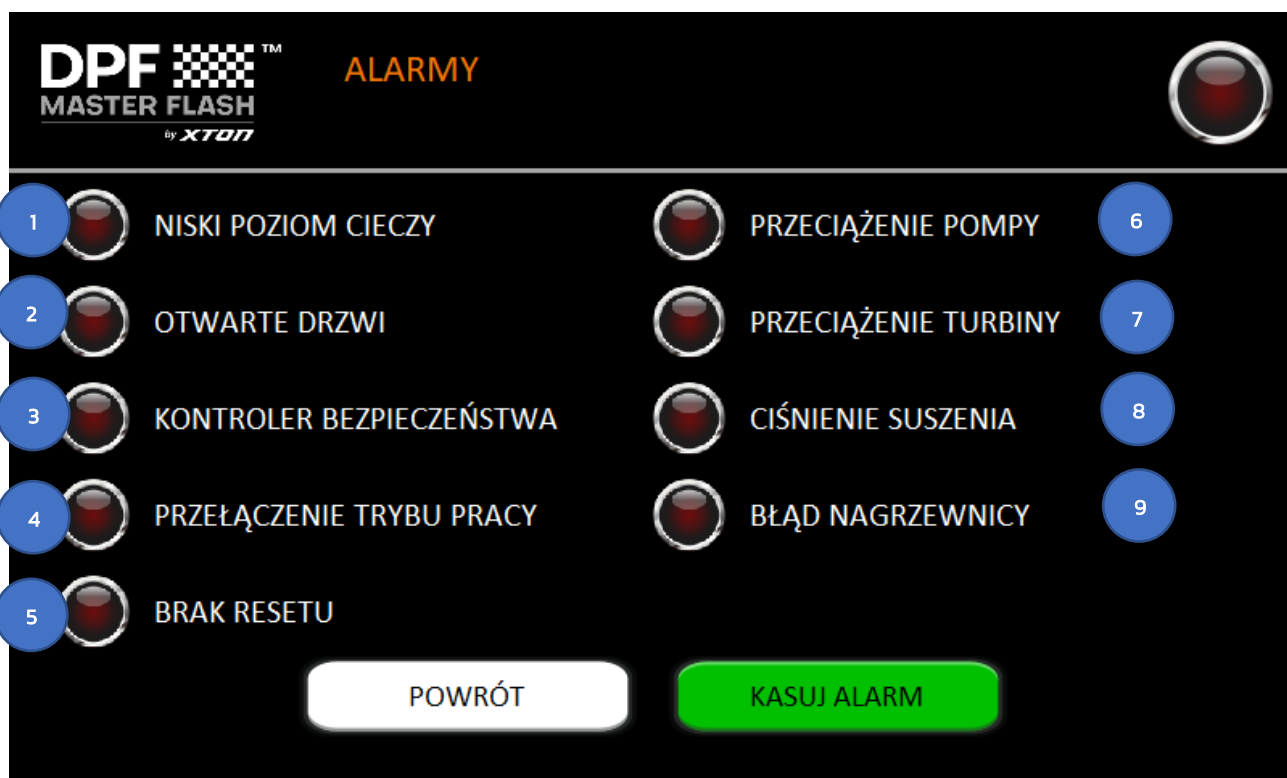 DPF ™
MASTER FLASH
by XTON
ALARMY
1 NISKI POZIOM CIECZY
2 OTWARTE DRZWI
3 KONTROLER BEZPIECZEŃSTWA
4 PRZEŁĄCZENIE TRYBU PRACY
5 BRAK RESETU
PRZECIĄŻENIE POMPY 6
PRZECIĄŻENIE TURBINY 7
CIŚNIENIE SUSZENIA 8
BŁĄD NAGRZEWNICY 9
POWRÓT
KASUJ ALARM